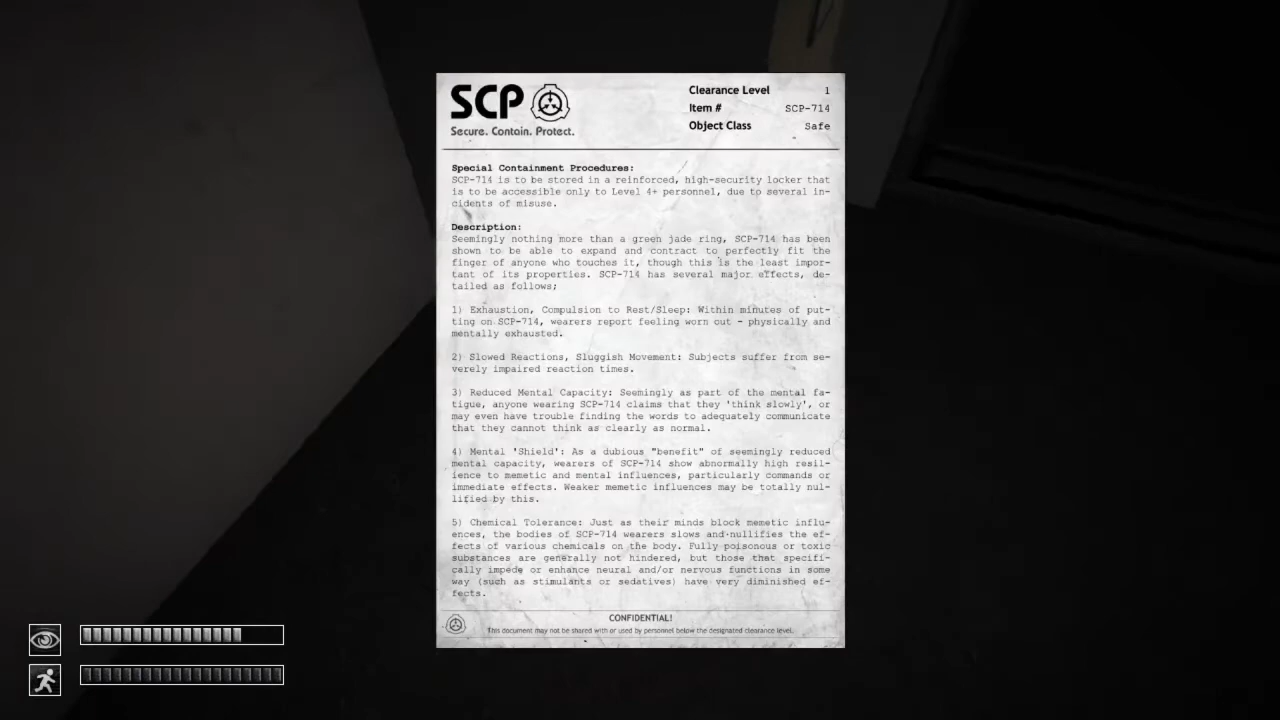 SCP
Secure. Contain. Protect.
Clearance Level 1
Item # SCP-714
Object Class Safe
Special Containment Procedures:
SCP-714 is to be stored in a reinforced, high-security locker that
is to be accessible only to Level 4+ personnel, due to several in-
cidents of misuse.
Description:
Seemingly nothing more than a green jade ring, SCP-714 has been
shown to be able to expand and contract to perfectly fit the
finger of anyone who touches it, though this is the least impor-
tant of its properties. SCP-714 has several major effects, de-
tailed as follows;
1) Exhaustion, Compulsion to Rest/Sleep: Within minutes of put-
ting on SCP-714, wearers report feeling worn out - physically and
mentally exhausted.
2) Slowed Reactions, Sluggish Movement: Subjects suffer from se-
verely impaired reaction times.
3) Reduced Mental Capacity: Seemingly as part of the mental fa-
tigue, anyone wearing SCP-714 claims that they 'think slowly', or
may even have trouble finding the words to adequately communicate
that they cannot think as clearly as normal.
4) Mental 'Shield': As a dubious "benefit" of seemingly reduced
mental capacity, wearers of SCP-714 show abnormally high resil-
ience to memetic and mental influences, particularly commands or
immediate effects. Weaker memetic influences may be totally nul-
lified by this.
5) Chemical Tolerance: Just as their minds block memetic influ-
ences, the bodies of SCP-714 wearers slows and nullifies the ef-
fects of various chemicals on the body. Fully poisonous or toxic
substances are generally not hindered, but those that specifi-
cally impede or enhance neural and/or nervous functions in some
way (such as stimulants or sedatives) have very diminished ef-
fects.
CONFIDENTIAL!
This document may not be shared with or used by personnel below the designated clearance level.